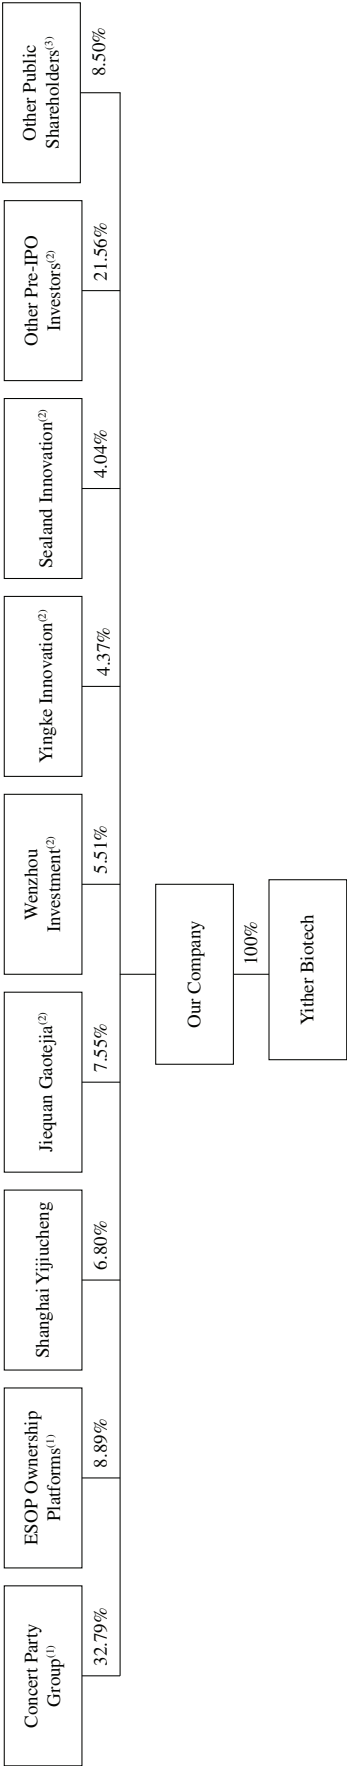 Concert Party
Group(1)
32.79%
ESOP Ownership
Platforms(1)
8.89%
Shanghai Yijiucheng
6.80%
Jiequan Gaotejia(2)
7.55%
Wenzhou
Investment(2)
5.51%
Yingke Innovation(2)
4.37%
Sealand Innovation(2)
4.04%
Other Pre-IPO
Investors(2)
21.56%
Other Public
Shareholders(3)
8.50%
Our Company
100%
Yither Biotech